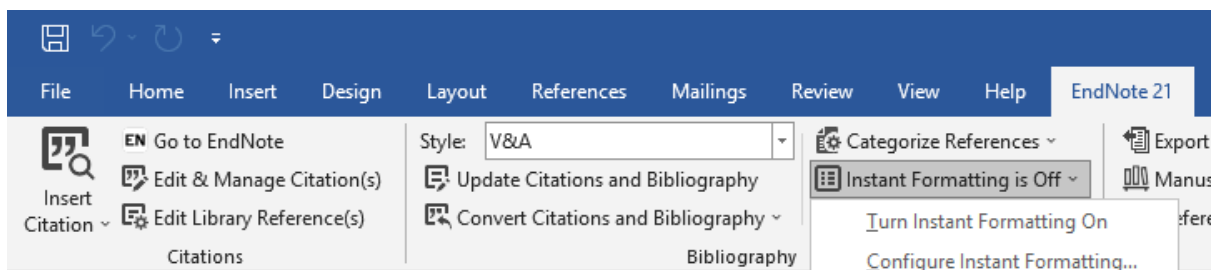 File Home Insert Design Layout References Mailings Review View Help EndNote 21
Insert
Citation
EN Go to EndNote
Edit & Manage Citation(s)
Edit Library Reference(s)
Citations
Style: V&A
Update Citations and Bibliography
Convert Citations and Bibliography
Bibliography
Categorize References
Instant Formatting is Off
Turn Instant Formatting On
Configure Instant Formatting...
Export